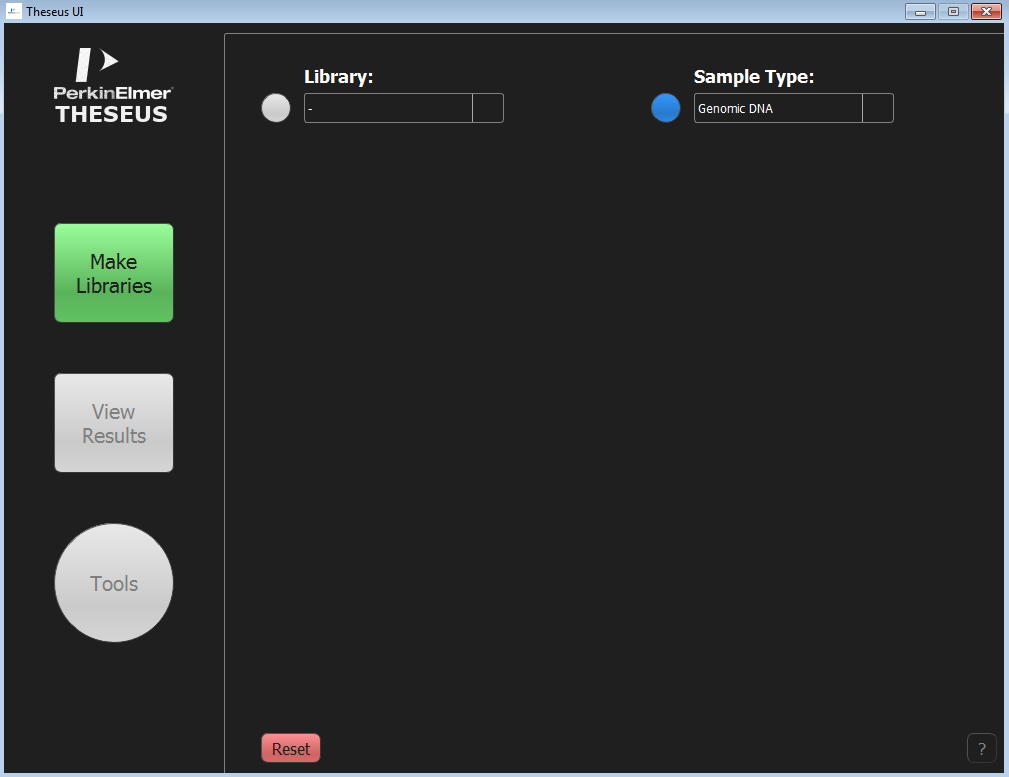 Theseus UI
PerkinElmer
THESEUS
Library:
-
Sample Type:
Genomic DNA
Make
Libraries
View
Results
Tools
Reset
?